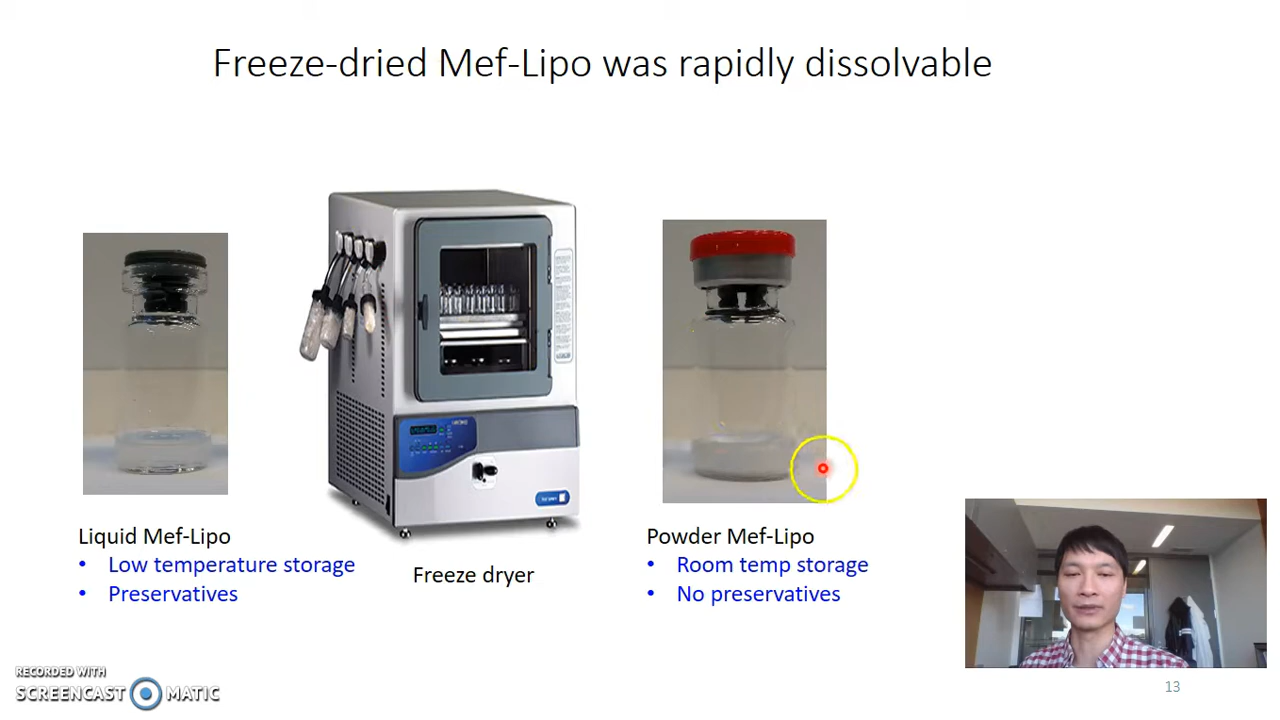 Freeze-dried Mef-Lipo was rapidly dissolvable
Liquid Mef-Lipo
• Low temperature storage
• Preservatives
Freeze dryer
Powder Mef-Lipo
• Room temp storage
• No preservatives
RECORDED WITH
SCREENCAST MATIC
13